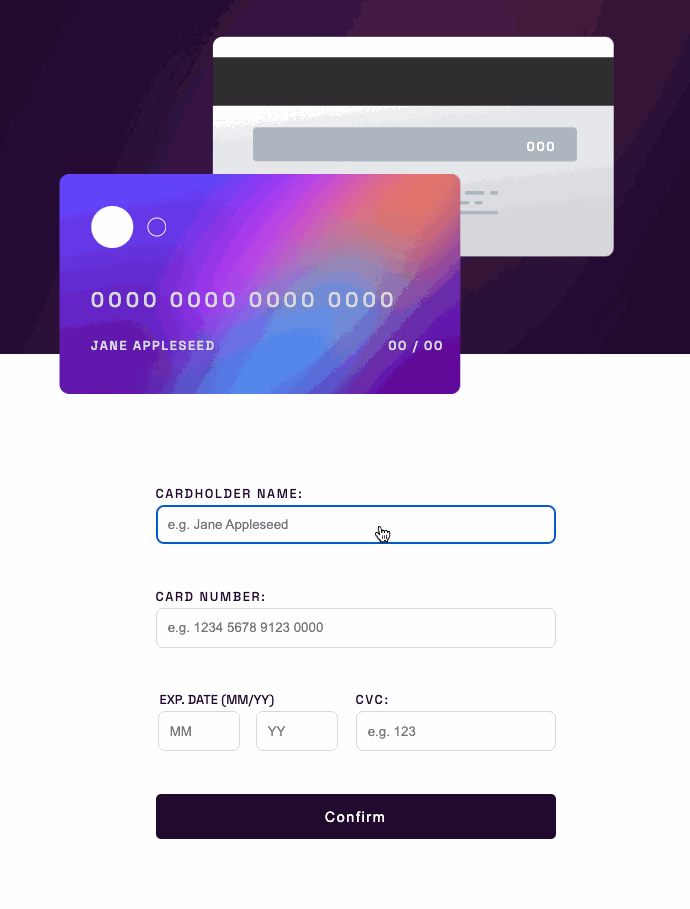 000
0000 0000 0000 0000
JANE APPLESEED 00 / 00
CARDHOLDER NAME:
e.g. Jane Appleseed
CARD NUMBER:
e.g. 1234 5678 9123 0000
EXP. DATE (MM/YY) CVC:
MM YY e.g. 123
Confirm